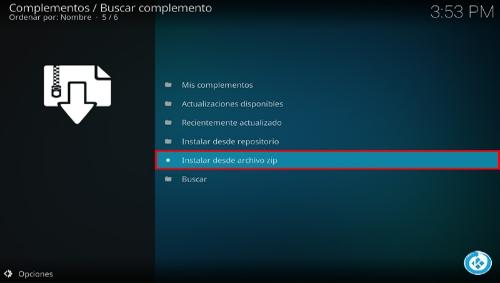 Complementos / Buscar complemento
Ordenar por: Nombre · 5 / 6
3:53 PM
Mis complementos
Actualizaciones disponibles
Recientemente actualizado
Instalar desde repositorio
Instalar desde archivo zip
Buscar
Opciones